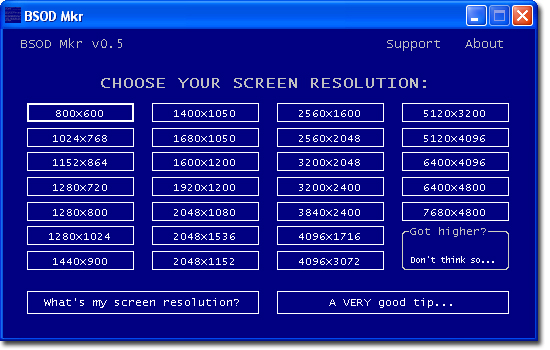 BSOD Mkr
BSOD Mkr v0.5 Support About
CHOOSE YOUR SCREEN RESOLUTION:
800x600 1400x1050 2560x1600 5120x3200
1024x768 1680x1050 2560x2048 5120x4096
1152x864 1600x1200 3200x2048 6400x4096
1280x720 1920x1200 3200x2400 6400x4800
1280x800 2048x1080 3840x2400 7680x4800
1280x1024 2048x1536 4096x1716 Got higher?
1440x900 2048x1152 4096x3072 Don't think so...
What's my screen resolution? A VERY good tip...